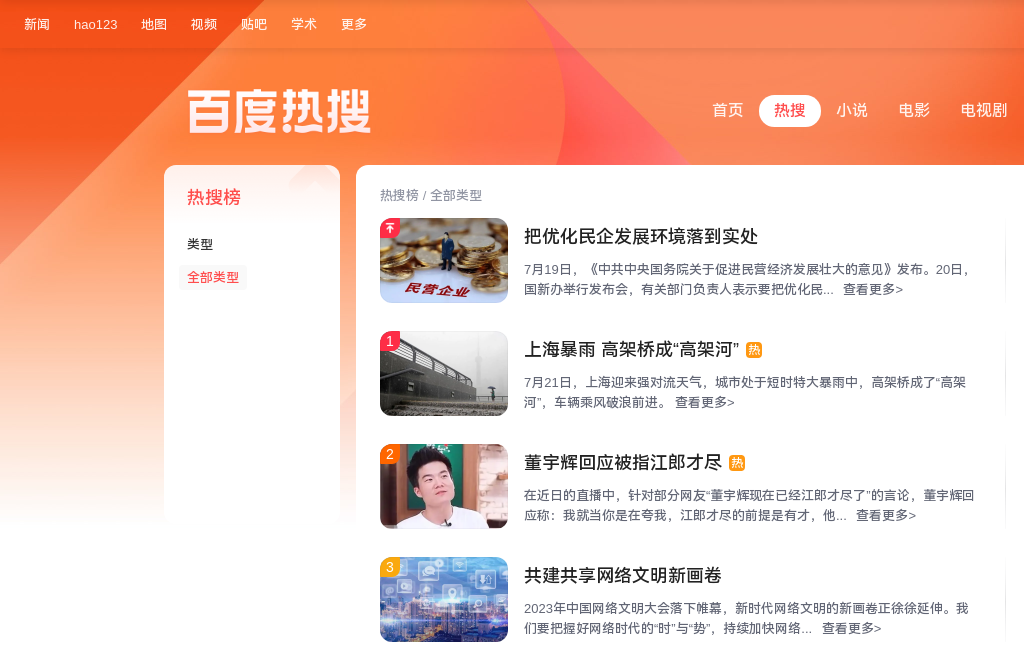 新闻 hao123 地图 视频 贴吧 学术 更多
百度热搜
首页 热搜 小说 电影 电视剧
热搜榜
类型
全部类型
热搜榜 / 全部类型
民营企业
把优化民企发展环境落到实处
7月19日，《中共中央国务院关于促进民营经济发展壮大的意见》发布。20日，
国新办举行发布会，有关部门负责人表示要把优化民... 查看更多>
1
上海暴雨 高架桥成“高架河” 热
7月21日，上海迎来强对流天气，城市处于短时特大暴雨中，高架桥成了“高架
河”，车辆乘风破浪前进。 查看更多>
2
董宇辉回应被指江郎才尽 热
在近日的直播中，针对部分网友“董宇辉现在已经江郎才尽了”的言论，董宇辉回
应称：我就当你是在夸我，江郎才尽的前提是有才，他... 查看更多>
3
共建共享网络文明新画卷
2023年中国网络文明大会落下帷幕，新时代网络文明的新画卷正徐徐延伸。我
们要把握好网络时代的“时”与“势”，持续加快网络... 查看更多>